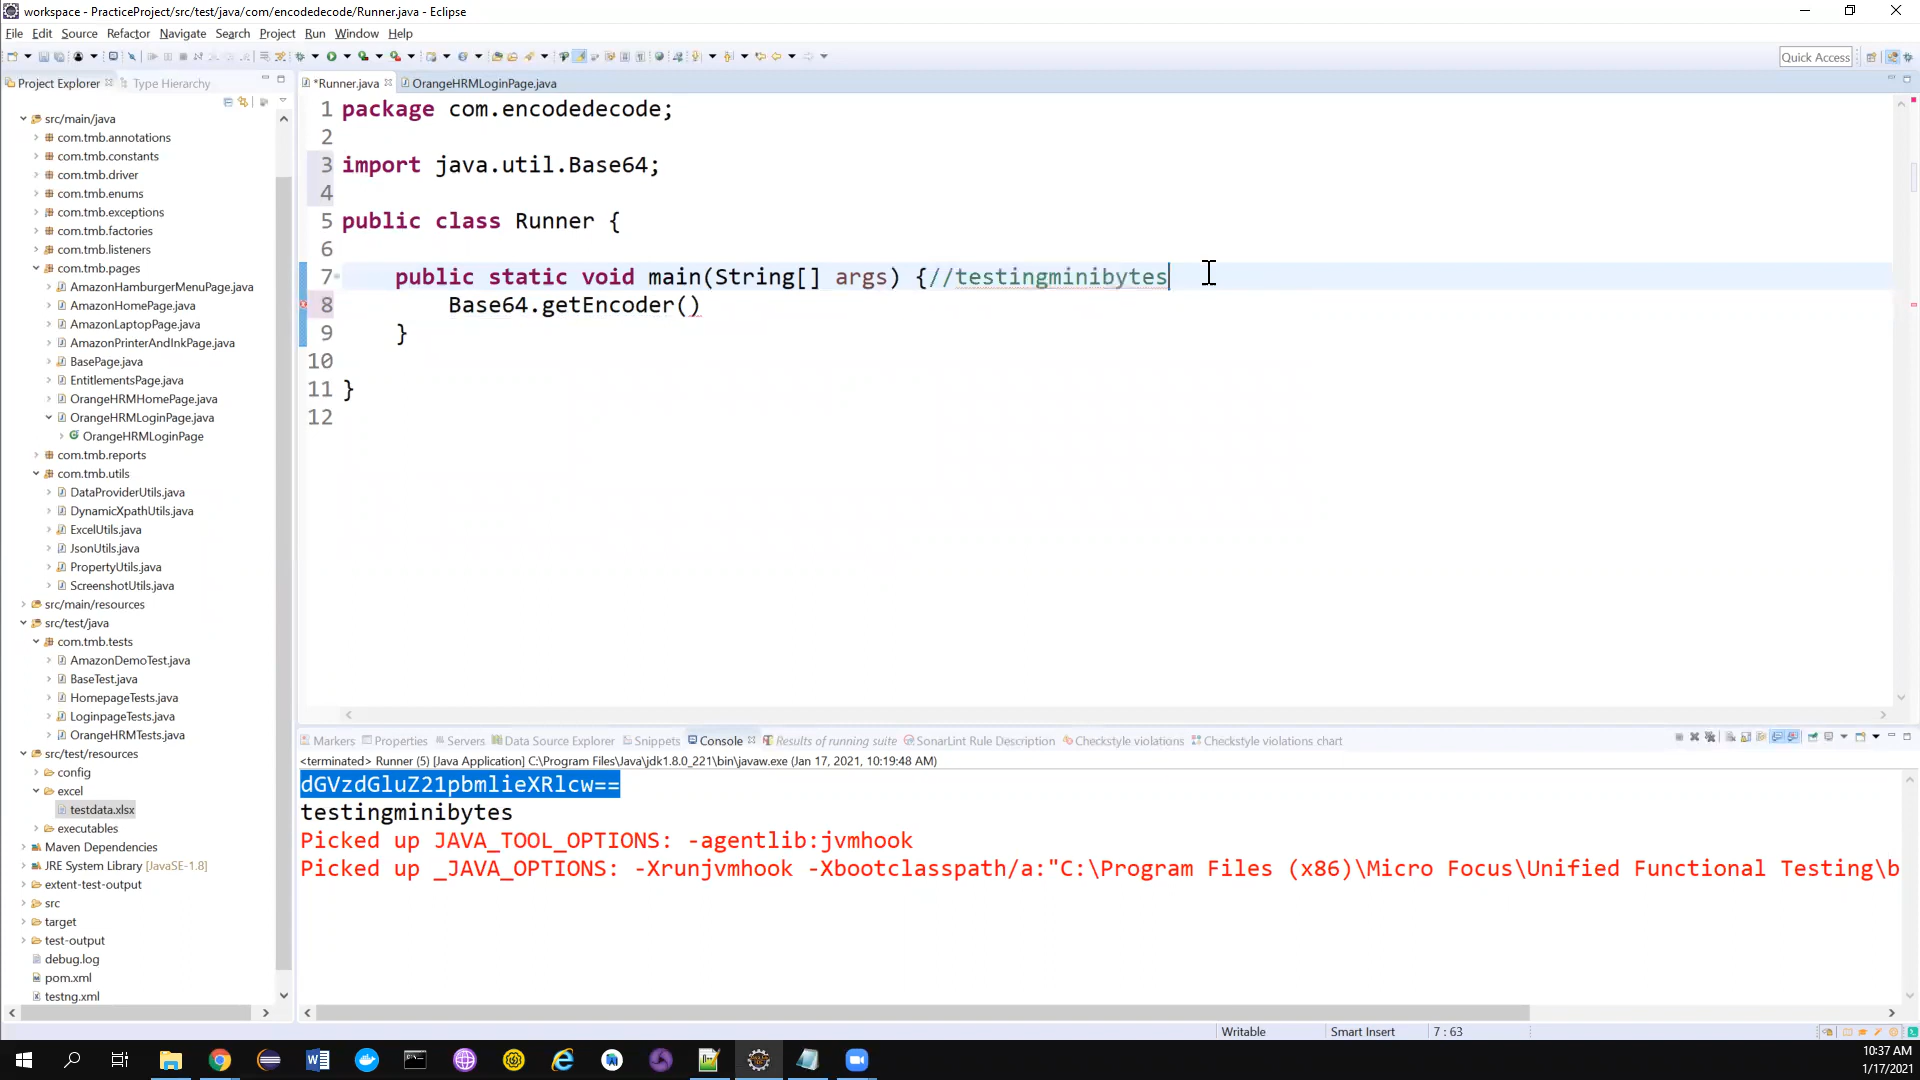 workspace - PracticeProject/src/test/java/com/encodedecode/Runner.java - Eclipse
File Edit Source Refactor Navigate Search Project Run Window Help
Quick Access
Project Explorer Type Hierarchy
*Runner.java OrangeHRMLoginPage.java
src/main/java
com.tmb.annotations
com.tmb.constants
com.tmb.driver
com.tmb.enums
com.tmb.exceptions
com.tmb.factories
com.tmb.listeners
com.tmb.pages
AmazonHamburgerMenuPage.java
AmazonHomePage.java
AmazonLaptopPage.java
AmazonPrinterAndInkPage.java
BasePage.java
EntitlementsPage.java
OrangeHRMHomePage.java
OrangeHRMLoginPage.java
OrangeHRMLoginPage
com.tmb.reports
com.tmb.utils
DataProviderUtils.java
DynamicXpathUtils.java
ExcelUtils.java
JsonUtils.java
PropertyUtils.java
ScreenshotUtils.java
src/main/resources
src/test/java
com.tmb.tests
AmazonDemoTest.java
BaseTest.java
HomepageTests.java
LoginpageTests.java
OrangeHRMTests.java
src/test/resources
config
excel
testdata.xlsx
executables
Maven Dependencies
JRE System Library [JavaSE-1.8]
extent-test-output
src
target
test-output
debug.log
pom.xml
testng.xml
1 package com.encodedecode;
2
3 import java.util.Base64;
4
5 public class Runner {
6
7 public static void main(String[] args) {//testingminibytes
8 Base64.getEncoder()
9 }
10
11 }
12
Markers Properties Servers Data Source Explorer Snippets Console Results of running suite SonarLint Rule Description Checkstyle violations Checkstyle violations chart
<terminated> Runner (5) [Java Application] C:\Program Files\Java\jdk1.8.0_221\bin\javaw.exe (Jan 17, 2021, 10:19:48 AM)
dGVzdGluZ21pbmlieXRlcw==
testingminibytes
Picked up JAVA_TOOL_OPTIONS: -agentlib:jvmhook
Picked up _JAVA_OPTIONS: -Xrunjvmhook -Xbootclasspath/a:"C:\Program Files (x86)\Micro Focus\Unified Functional Testing\b
Writable Smart Insert 7 : 63
10:37 AM
1/17/2021